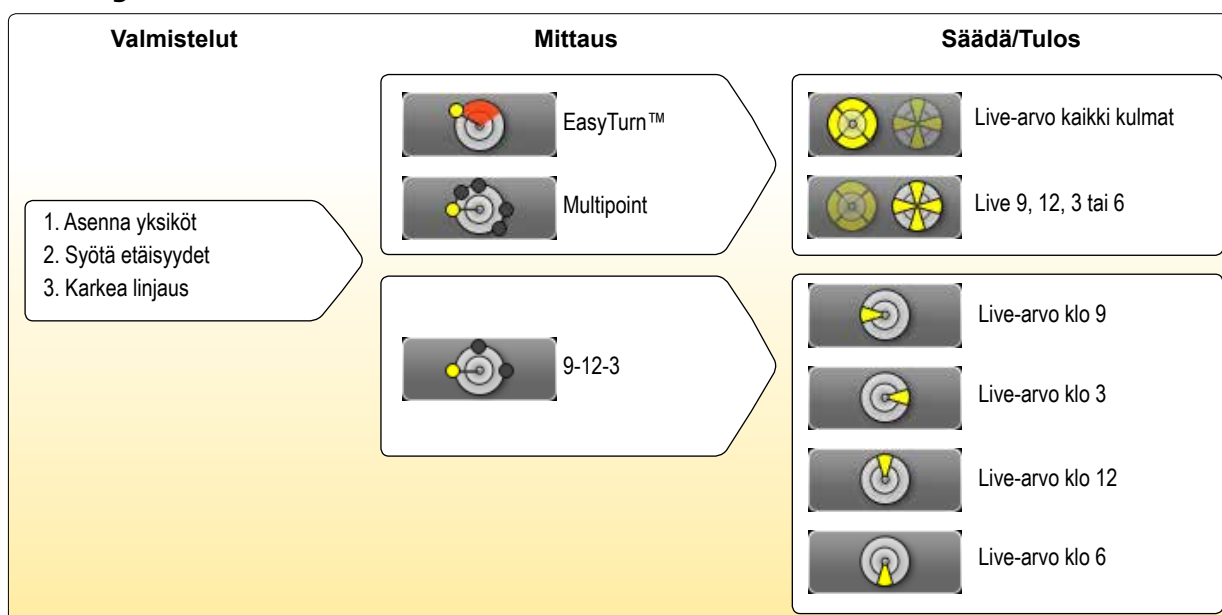 Valmistelut
Mittaus
Säädä/Tulos
1. Asenna yksiköt
2. Syötä etäisyydet
3. Karkea linjaus
EasyTurn™
Multipoint
9-12-3
Live-arvo kaikki kulmat
Live 9, 12, 3 tai 6
Live-arvo klo 9
Live-arvo klo 3
Live-arvo klo 12
Live-arvo klo 6